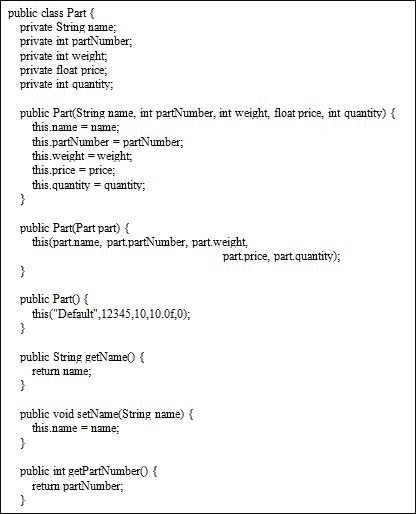 public class Part {
private String name;
private int partNumber;
private int weight;
private float price;
private int quantity;
public Part(String name, int partNumber, int weight, float price, int quantity) {
this.name = name;
this.partNumber = partNumber;
this.weight = weight;
this.price = price;
this.quantity = quantity;
}
public Part(Part part) {
this(part.name, part.partNumber, part.weight,
part.price, part.quantity);
}
public Part() {
this("Default",12345,10,10.0f,0);
}
public String getName() {
return name;
}
public void setName(String name) {
this.name = name;
}
public int getPartNumber() {
return partNumber;
}